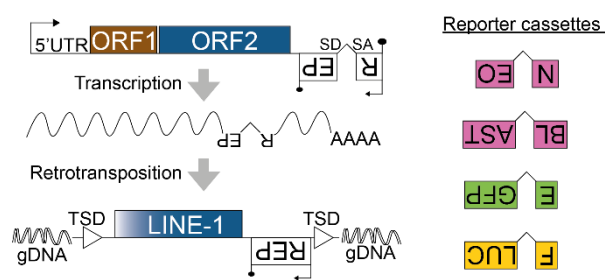 Reporter cassettes
5'UTR ORF1 ORF2 SD SA
EP R
Transcription
EP R AAAA
Retrotransposition
TSD LINE-1 TSD
gDNA REP gDNA
N EO
BL AST
E GFP
F LUC